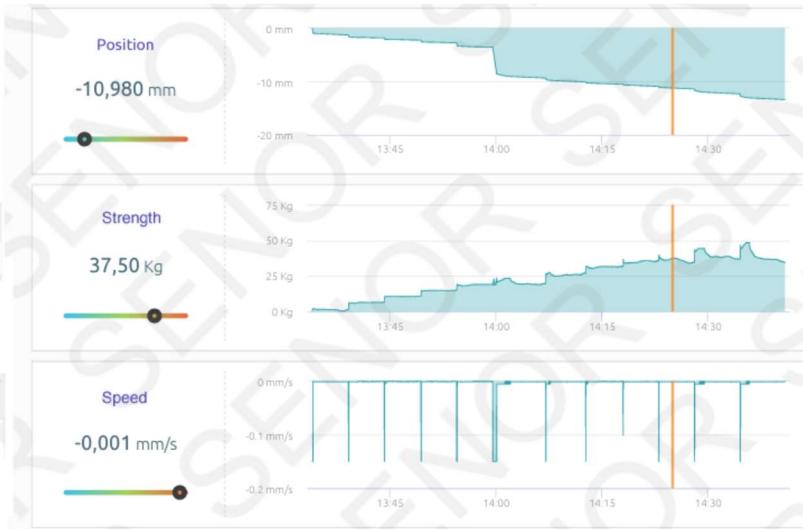 Position
-10,980 mm
0 mm
-10 mm
-20 mm
13:45 14:00 14:15 14:30
Strength
37,50 Kg
75 Kg
50 Kg
25 Kg
0 Kg
13:45 14:00 14:15 14:30
Speed
-0,001 mm/s
0 mm/s
-0.1 mm/s
-0.2 mm/s
13:45 14:00 14:15 14:30
SENOR SENOR SENOR